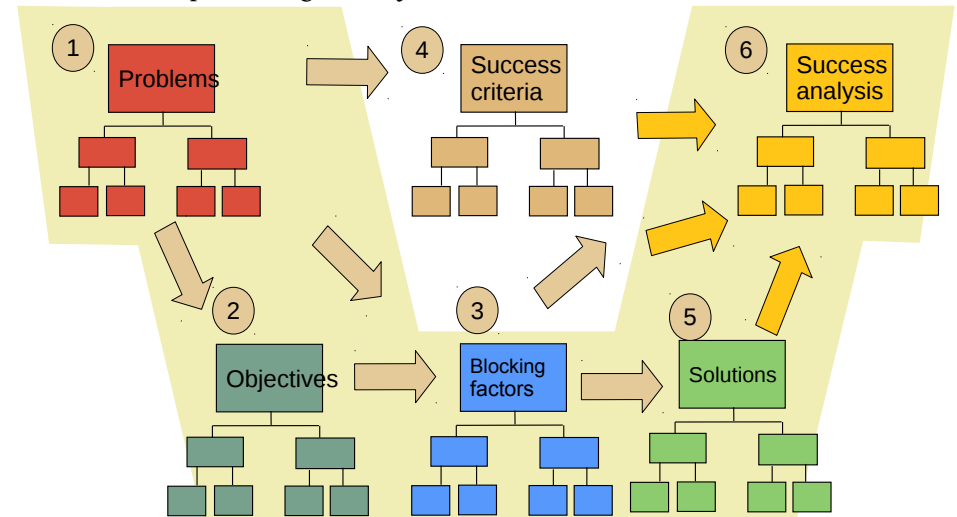 1
Problems
4
Success
criteria
6
Success
analysis
2
Objectives
3
Blocking
factors
5
Solutions